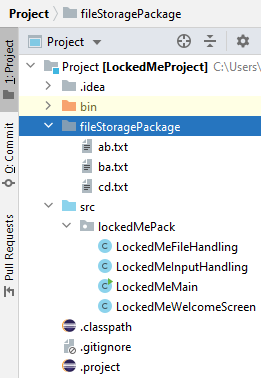 Project fileStoragePackage
1: Project
0: Commit
Pull Requests
Project
Project [LockedMeProject] C:\Users\
.idea
bin
fileStoragePackage
ab.txt
ba.txt
cd.txt
src
lockedMePack
LockedMeFileHandling
LockedMeInputHandling
LockedMeMain
LockedMeWelcomeScreen
.classpath
.gitignore
.project